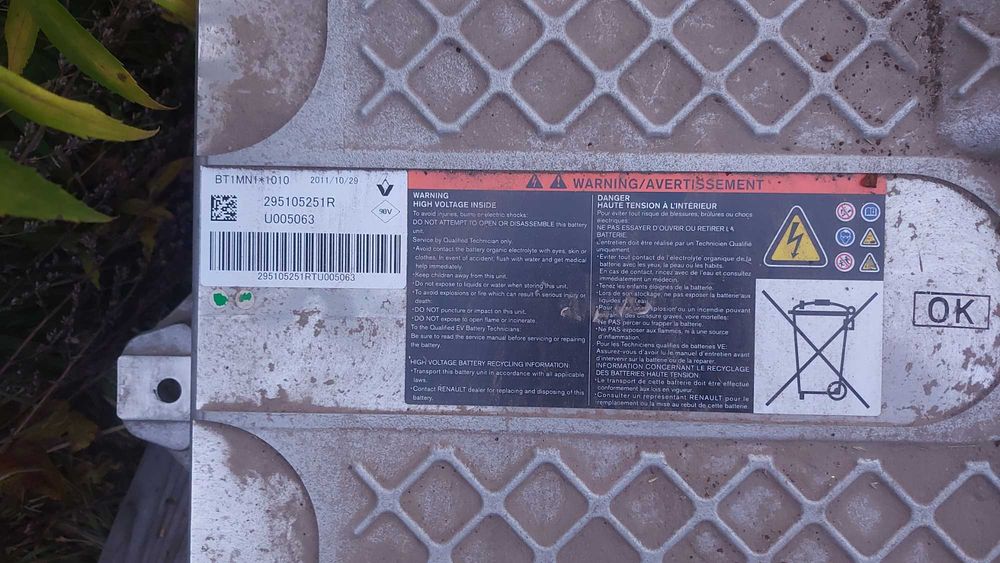 BT1MN1*1010 2011/10/29
295105251R
U005063
98V
295105251RTU005063
WARNING/AVERTISSEMENT
WARNING
HIGH VOLTAGE INSIDE
To avoid injuries, burns or electric shocks:
DO NOT ATTEMPT TO OPEN OR DISASSEMBLE this battery
unit.
Service by Qualified Technician only.
·Avoid contact the battery organic electrolyte with eyes, skin or
clothes. In event of accident, flush with water and get medical
help immediately.
·Keep children away from this unit.
·Do not expose to liquids or water when storing this unit.
·To avoid explosions or fire which can result in serious injury or
death:
·DO NOT puncture or impact on this unit.
·DO NOT expose to open flame or incinerate.
To the Qualified EV Battery Technicians:
Be sure to read the service manual before servicing or repairing
the battery.
HIGH VOLTAGE BATTERY RECYCLING INFORMATION:
·Transport this battery unit in accordance with all applicable
laws.
·Contact RENAULT dealer for replacing and disposing of this
battery.
DANGER
HAUTE TENSION À L'INTÉRIEUR
Pour éviter tout risque de blessures, brûlures ou chocs
électriques:
NE PAS ESSAYER D'OUVRIR OU RETIRER LA
BATTERIE.
L'entretien doit être réalisé par un Technicien Qualifié
uniquement.
·Eviter tout contact de l'electrolyte organique de la
batterie avec les yeux, la peau ou les habits.
En cas de contact, rincez avec de l'eau et consultez
immédiatement un médecin.
·Tenez les enfants éloignés de la batterie.
·Lors de son stockage, ne pas exposer la batterie aux
liquides ou de l'eau.
·Pour explosion ou un incendie pouvant
blessure graves, voire mortelles:
·Ne PAS percer ou frapper la batterie.
·Ne PAS exposer aux flammes, ni à une source
d'inflammation.
Pour les Techniciens qualifiés de batteries VE:
Assurez-vous d'avoir lu le manuel d'entretien avant
d'intervenir sur la batterie ou de la réparer.
INFORMATION CONCERNANT LE RECYCLAGE
DES BATTERIES HAUTE TENSION:
·Le transport de cette batterie doit être effectué
conformément aux lois en vigueur.
·Consulter un représentant RENAULT pour le
remplacement ou la mise au rebut de cette batterie.
OK